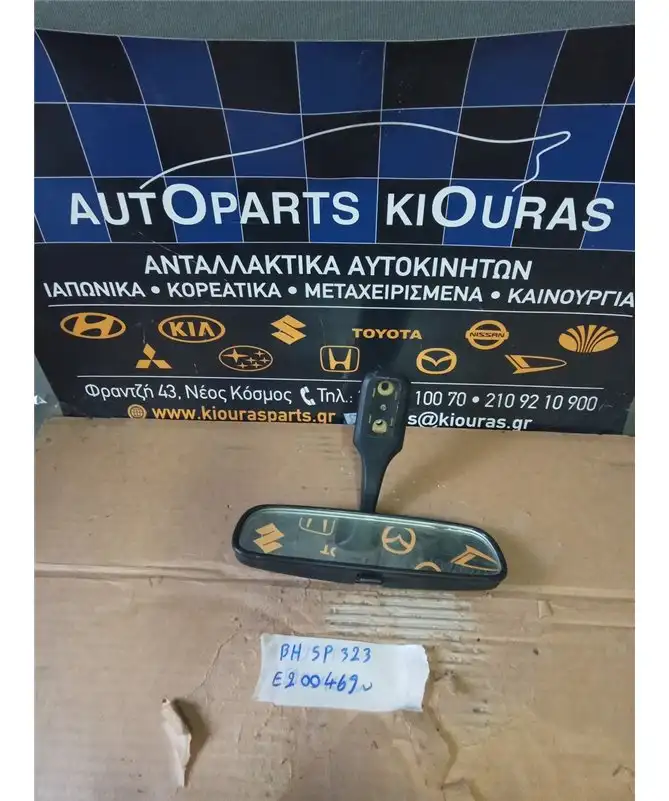 AUTOPARTS KIOURAS
ΑΝΤΑΛΛΑΚΤΙΚΑ ΑΥΤΟΚΙΝΗΤΩΝ
ΙΑΠΩΝΙΚΑ • ΚΟΡΕΑΤΙΚΑ • ΜΕΤΑΧΕΙΡΙΣΜΕΝΑ • ΚΑΙΝΟΥΡΓΙΑ
KIA TOYOTA NISSAN
Φραντζή 43, Νέος Κόσμος Τηλ.: 100 70 • 210 92 10 900
www.kiourasparts.gr s@kiouras.gr
BH SP 323
E200469